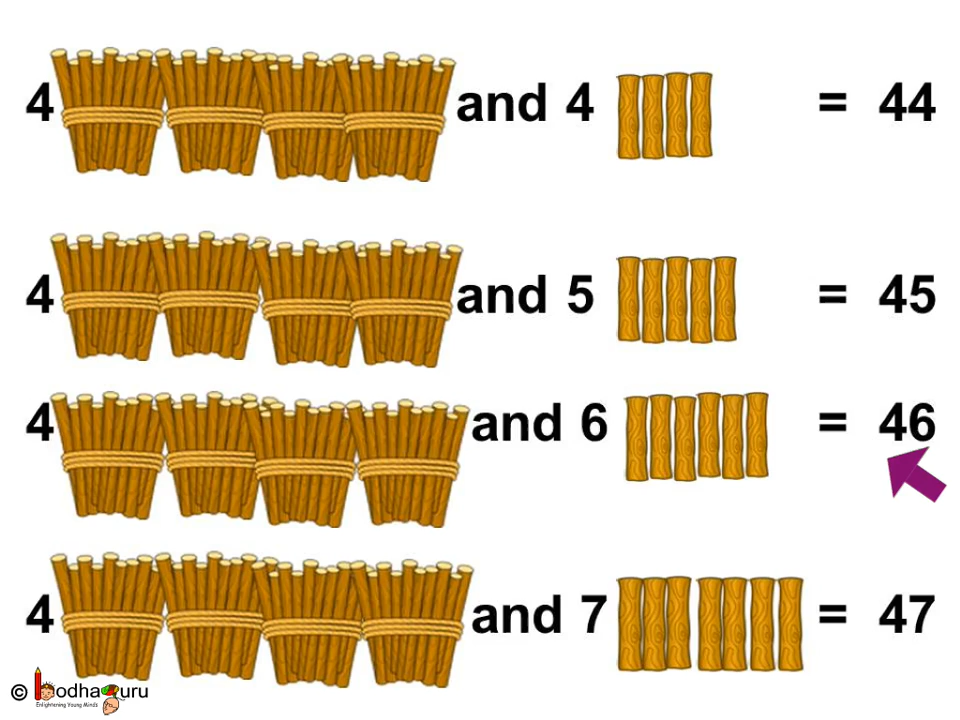 4 and 4 = 44
4 and 5 = 45
4 and 6 = 46
4 and 7 = 47
© bodhaguru
Enlightening Young Minds